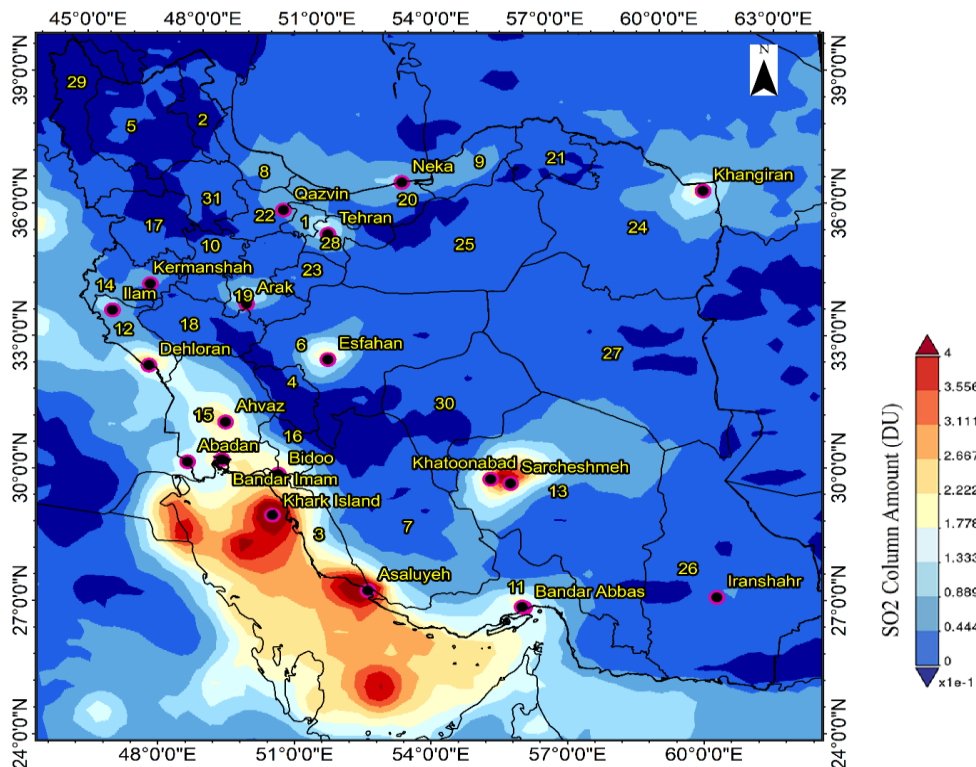 45°0'0"E 48°0'0"E 51°0'0"E 54°0'0"E 57°0'0"E 60°0'0"E 63°0'0"E
39°0'0"N 39°0'0"N
N
29
5
2
8
9
21
Neka
Khangiran
36°0'0"N 36°0'0"N
31
Qazvin
20
22
1
Tehran
17
24
10
28
25
23
Kermanshah
14
Ilam
19
Arak
12
18
33°0'0"N 33°0'0"N
6
Esfahan
Dehloran
27
4
30
15
Ahvaz
16
Abadan
Bidoo
Khatoonabad
Sarcheshmeh
30°0'0"N 30°0'0"N
Bandar Imam
13
Khark Island
3
7
26
Asaluyeh
Iranshahr
11
Bandar Abbas
27°0'0"N 27°0'0"N
24°0'0"N 24°0'0"N
48°0'0"E 51°0'0"E 54°0'0"E 57°0'0"E 60°0'0"E
SO2 Column Amount (DU)
4
3.556
3.111
2.667
2.222
1.778
1.333
0.889
0.444
0
x1e-1